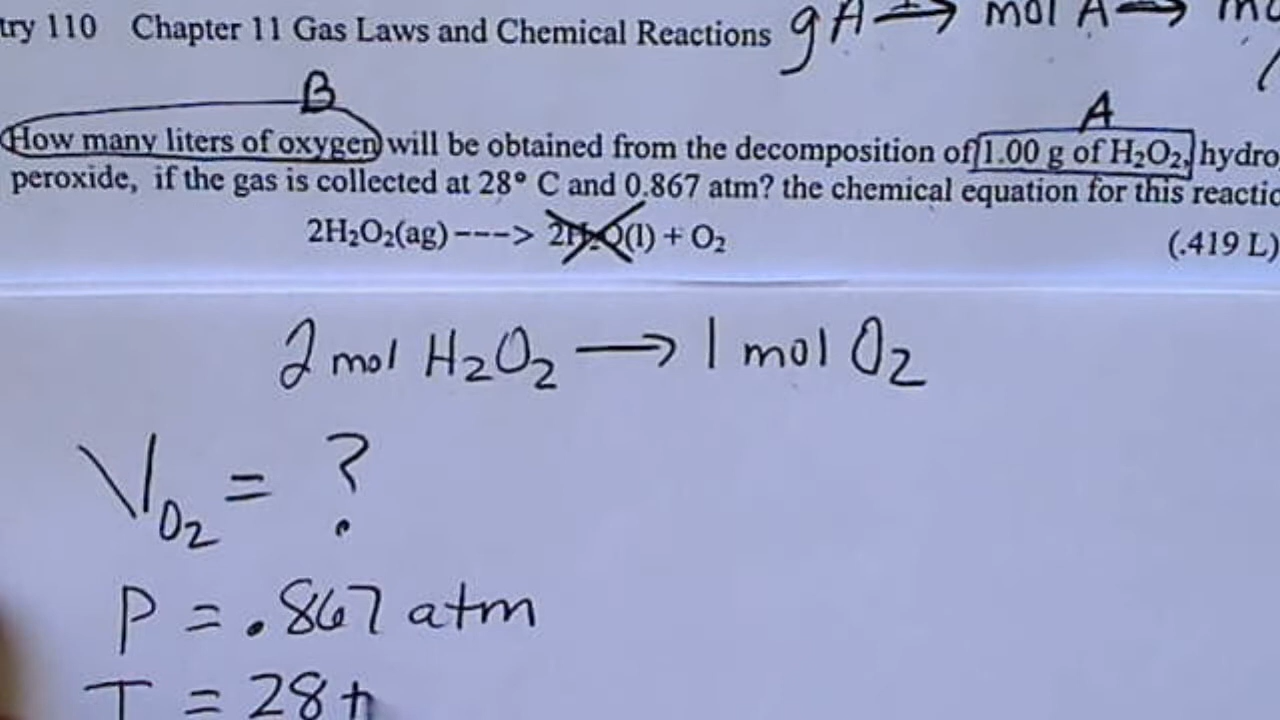 try 110 Chapter 11 Gas Laws and Chemical Reactions g A → mol A → mo
B
A
How many liters of oxygen will be obtained from the decomposition of 1.00 g of H₂O₂, hydro
peroxide, if the gas is collected at 28° C and 0.867 atm? the chemical equation for this reactio
2H₂O₂(ag) ---> 2H₂O(l) + O₂ (.419 L)
2 mol H₂O₂ → 1 mol O₂
V O₂ = ?
P = .867 atm
T = 28 +